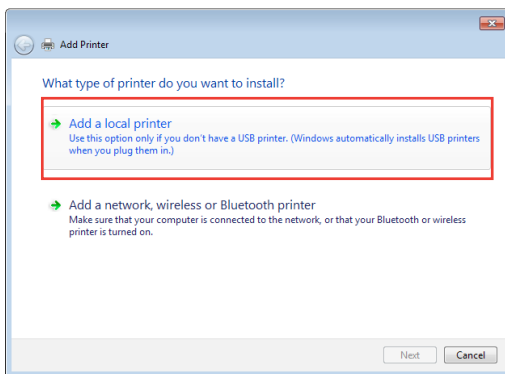 Add Printer
What type of printer do you want to install?
Add a local printer
Use this option only if you don't have a USB printer. (Windows automatically installs USB printers
when you plug them in.)
Add a network, wireless or Bluetooth printer
Make sure that your computer is connected to the network, or that your Bluetooth or wireless
printer is turned on.
Next Cancel